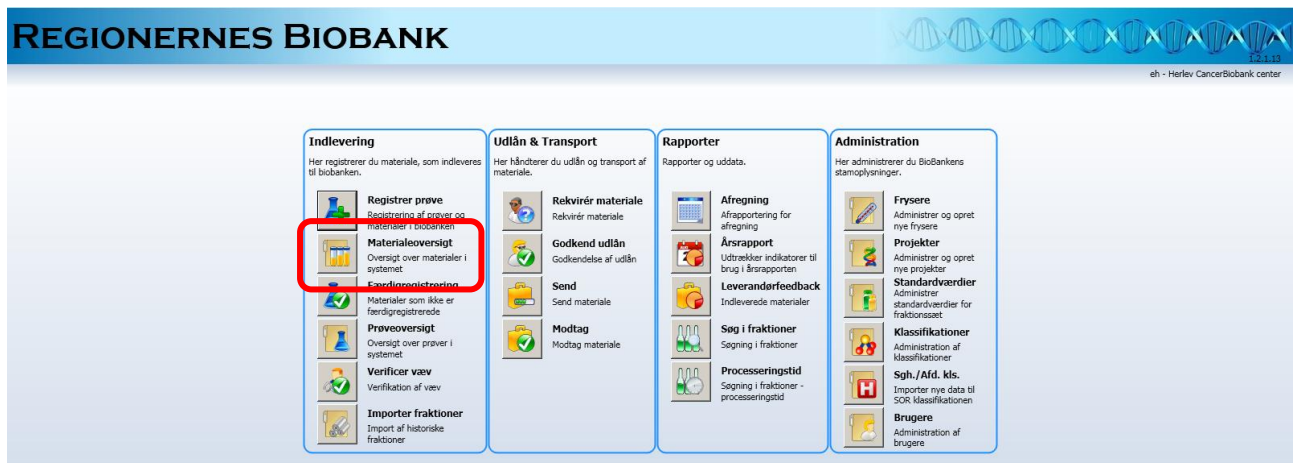 REGIONERNES BIOBANK
1.2.1.13
eh - Herlev CancerBiobank center
Indlevering
Her registrerer du materiale, som indleveres
til biobanken.
Registrer prøve
Registrering af prøver og
materialer i biobanken
Materialeoversigt
Oversigt over materialer i
systemet
Færdigregistrering
Materialer som ikke er
færdigregistrerede
Prøveoversigt
Oversigt over prøver i
systemet
Verificer væv
Verifikation af væv
Importer fraktioner
Import af historiske
fraktioner
Udlån & Transport
Her håndterer du udlån og transport af
materiale.
Rekvirér materiale
Rekvirér materiale
Godkend udlån
Godkendelse af udlån
Send
Send materiale
Modtag
Modtag materiale
Rapporter
Rapporter og uddata.
Afregning
Afrapportering for
afregning
Årsrapport
Udtrækker indikatorer til
brug i årsrapporten
Leverandørfeedback
Indleverede materialer
Søg i fraktioner
Søgning i fraktioner
Processeringstid
Søgning i fraktioner -
processeringstid
Administration
Her administrerer du BioBankens
stamoplysninger.
Frysere
Administrer og opret
nye frysere
Projekter
Administrer og opret
nye projekter
Standardværdier
Administrer
standardværdier for
fraktionssæt
Klassifikationer
Administration af
klassifikationer
Sgh./Afd. kls.
Importer nye data til
SOR klassifikationen
Brugere
Administration af
brugere